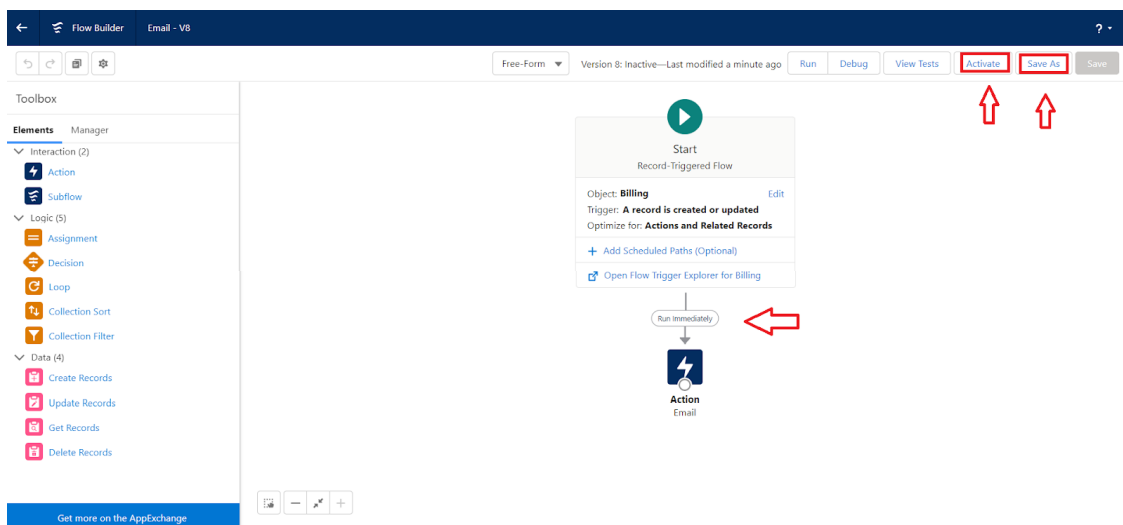 Flow Builder
Email - V8
?
Free-Form
Version 8: Inactive—Last modified a minute ago
Run
Debug
View Tests
Activate
Save As
Save
Toolbox
Elements
Manager
Interaction (2)
Action
Subflow
Logic (5)
Assignment
Decision
Loop
Collection Sort
Collection Filter
Data (4)
Create Records
Update Records
Get Records
Delete Records
Get more on the AppExchange
Start
Record-Triggered Flow
Object: Billing
Edit
Trigger: A record is created or updated
Optimize for: Actions and Related Records
+ Add Scheduled Paths (Optional)
Open Flow Trigger Explorer for Billing
Run Immediately
Action
Email